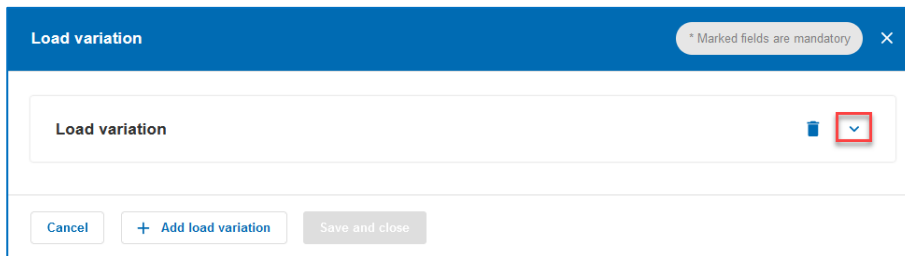 Load variation
* Marked fields are mandatory
Load variation
Cancel
+ Add load variation
Save and close